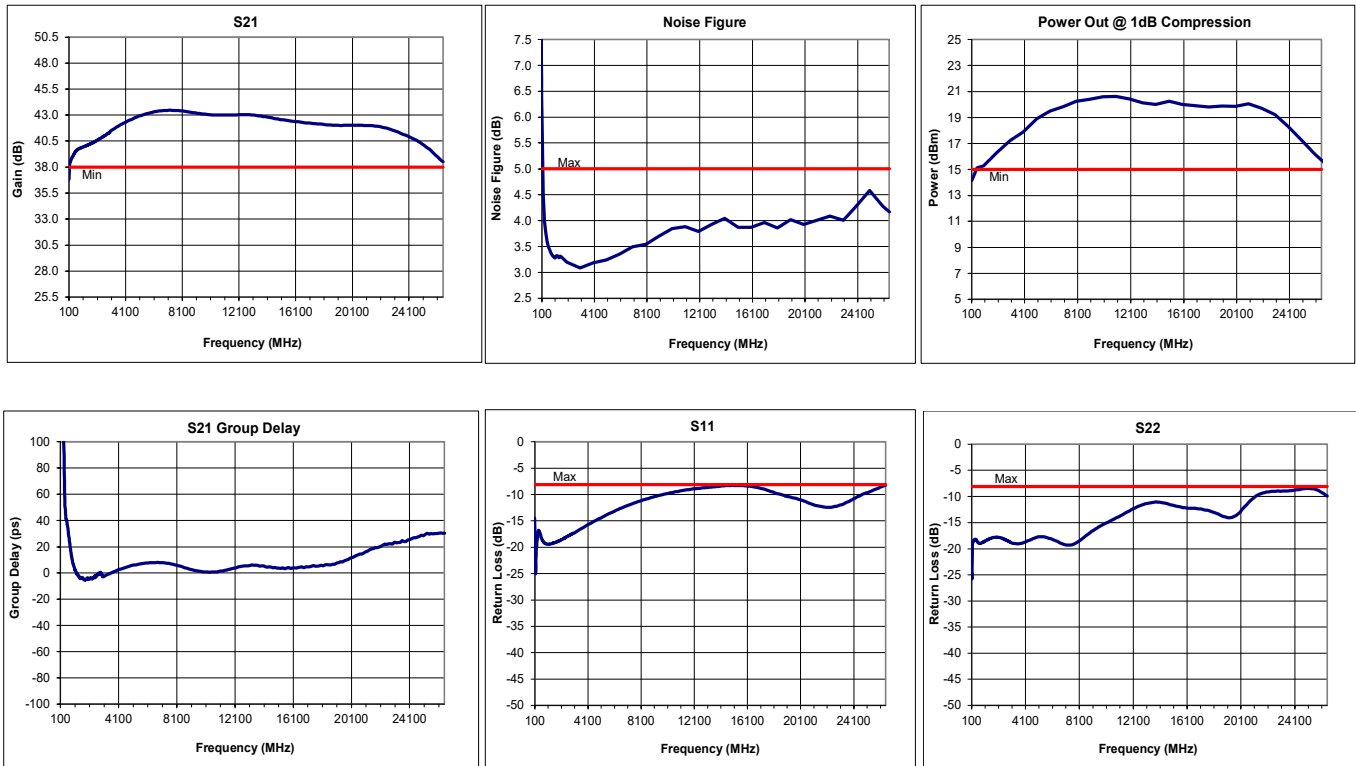 S21
50.5
48.0
45.5
43.0
40.5
38.0
35.5
33.0
30.5
28.0
25.5
Gain (dB)
Min
100 4100 8100 12100 16100 20100 24100
Frequency (MHz)
Noise Figure
7.5
7.0
6.5
6.0
5.5
5.0
4.5
4.0
3.5
3.0
2.5
Noise Figure (dB)
Max
100 4100 8100 12100 16100 20100 24100
Frequency (MHz)
Power Out @ 1dB Compression
25
23
21
19
17
15
13
11
9
7
5
Power (dBm)
Min
100 4100 8100 12100 16100 20100 24100
Frequency (MHz)
S21 Group Delay
100
80
60
40
20
0
-20
-40
-60
-80
-100
Group Delay (ps)
100 4100 8100 12100 16100 20100 24100
Frequency (MHz)
S11
0
-5
-10
-15
-20
-25
-30
-35
-40
-45
-50
Return Loss (dB)
Max
100 4100 8100 12100 16100 20100 24100
Frequency (MHz)
S22
0
-5
-10
-15
-20
-25
-30
-35
-40
-45
-50
Return Loss (dB)
Max
100 4100 8100 12100 16100 20100 24100
Frequency (MHz)